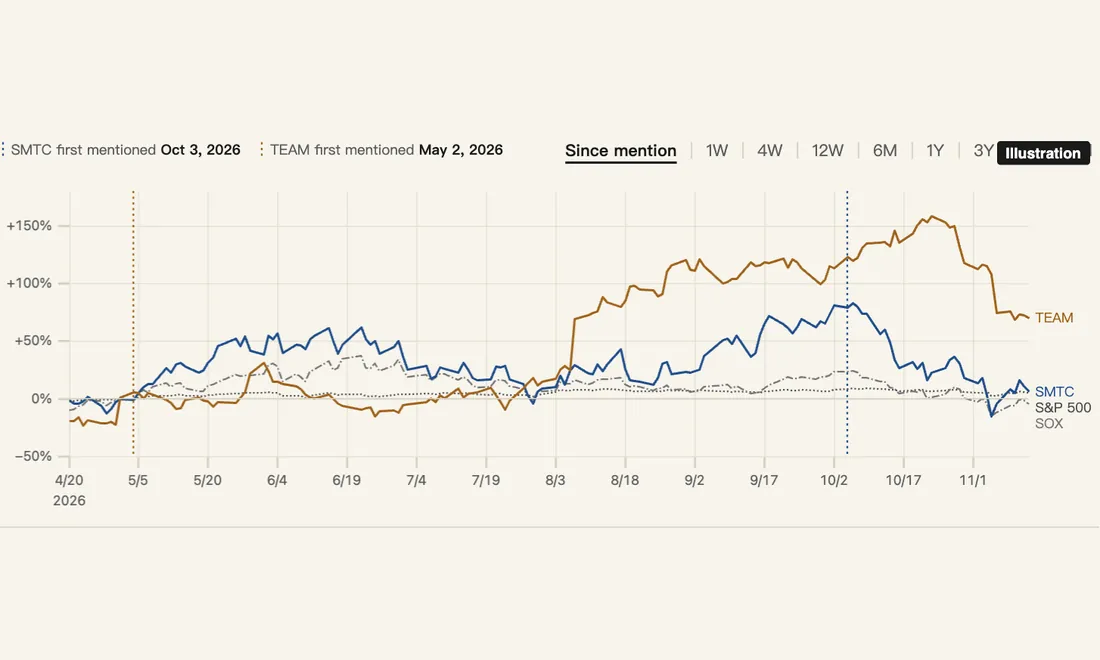 SMTC first mentioned Oct 3, 2026 TEAM first mentioned May 2, 2026 Since mention 1W 4W 12W 6M 1Y 3Y Illustration
+150%
+100%
+50%
0%
−50%
TEAM
SMTC
S&P 500
SOX
4/20 5/5 5/20 6/4 6/19 7/4 7/19 8/3 8/18 9/2 9/17 10/2 10/17 11/1
2026